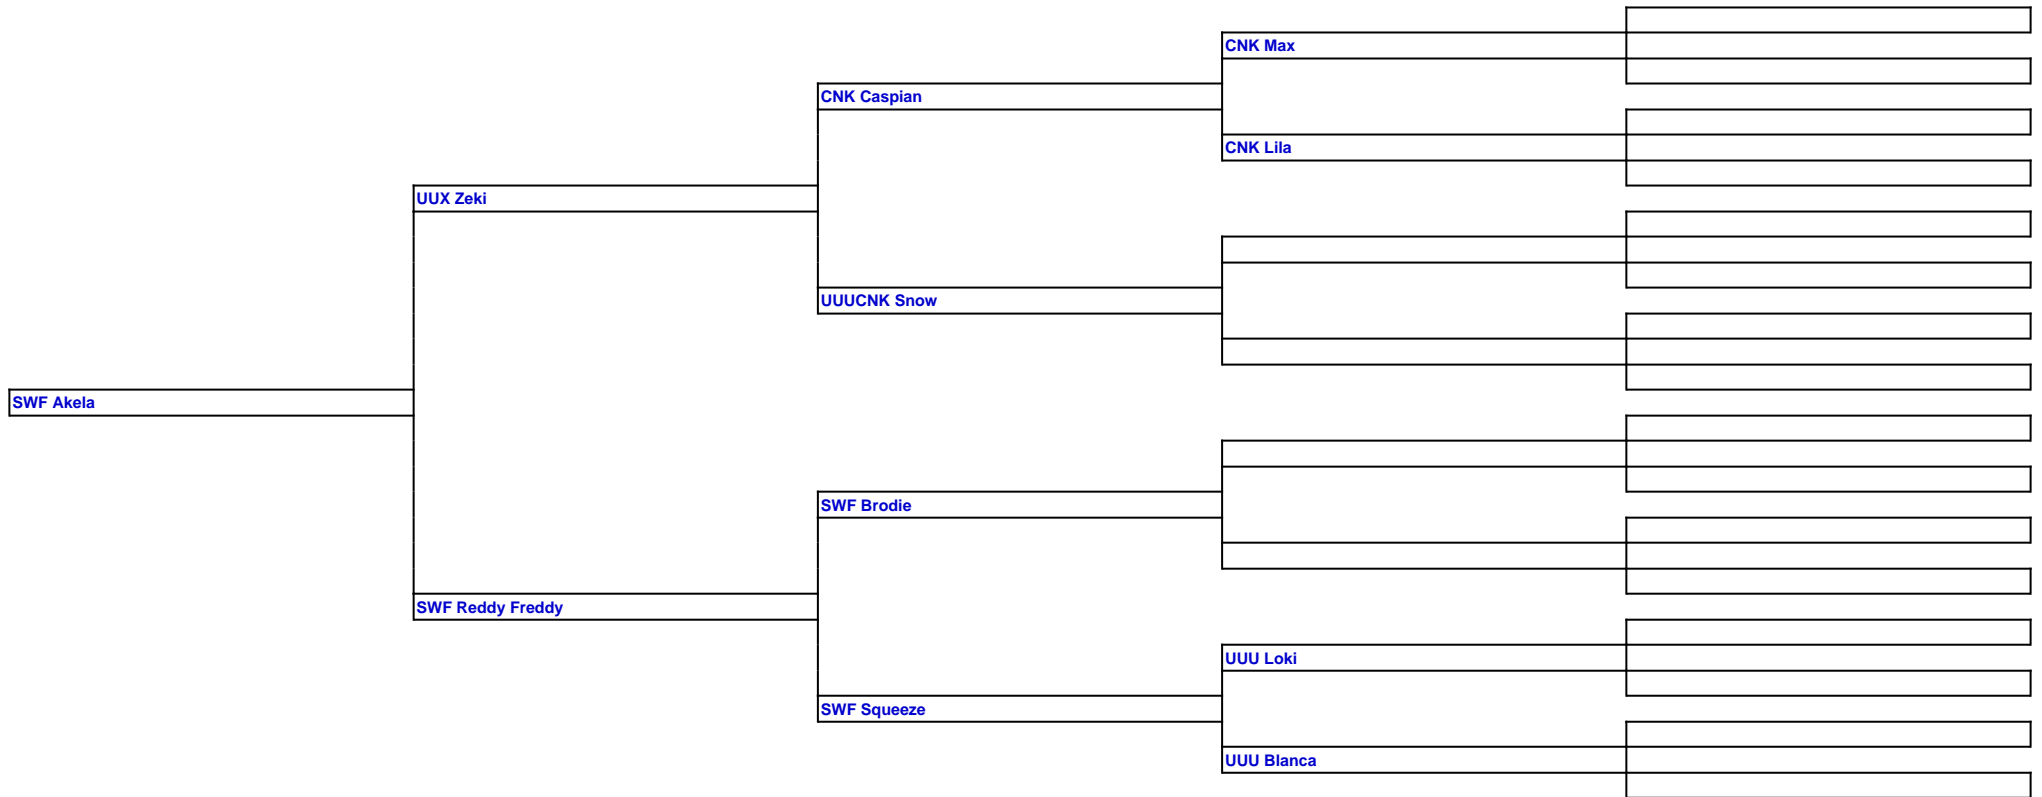 CNK Max
CNK Caspian
CNK Lila
UUX Zeki
UUUCNK Snow
SWF Akela
SWF Brodie
SWF Reddy Freddy
UUU Loki
SWF Squeeze
UUU Blanca